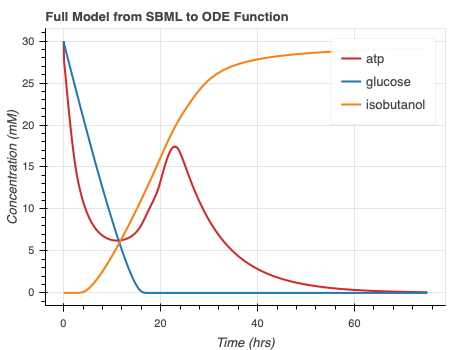 Full Model from SBML to ODE Function
30
25
20
15
10
5
0
Concentration (mM)
atp
glucose
isobutanol
0
20
40
60
Time (hrs)